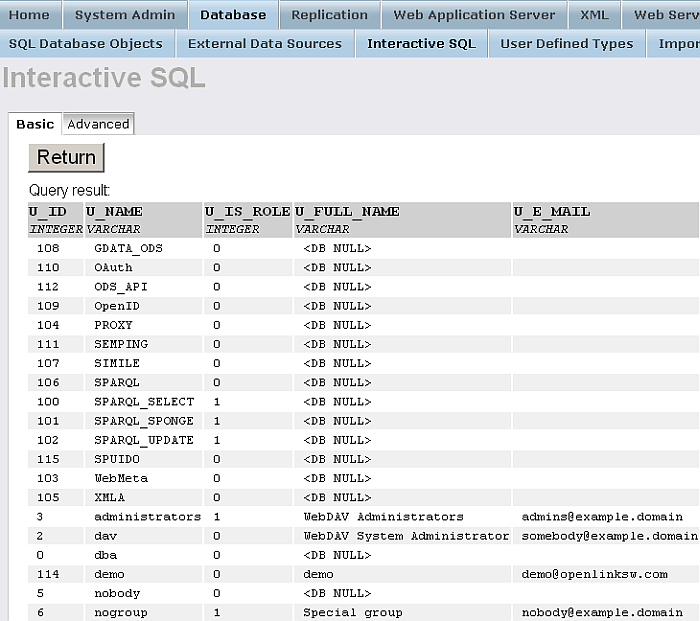 Home System Admin Database Replication Web Application Server XML Web Serv
SQL Database Objects External Data Sources Interactive SQL User Defined Types Impor
Interactive SQL
Basic Advanced
Return
Query result:
U_ID U_NAME U_IS_ROLE U_FULL_NAME U_E_MAIL
INTEGER VARCHAR INTEGER VARCHAR VARCHAR
108 GDATA_ODS 0 <DB NULL>
110 OAuth 0 <DB NULL>
112 ODS_API 0 <DB NULL>
109 OpenID 0 <DB NULL>
104 PROXY 0 <DB NULL>
111 SEMPING 0 <DB NULL>
107 SIMILE 0 <DB NULL>
106 SPARQL 0 <DB NULL>
100 SPARQL_SELECT 1 <DB NULL>
101 SPARQL_SPONGE 1 <DB NULL>
102 SPARQL_UPDATE 1 <DB NULL>
115 SPUIDO 0 <DB NULL>
103 WebMeta 0 <DB NULL>
105 XMLA 0 <DB NULL>
3 administrators 1 WebDAV Administrators admins@example.domain
2 dav 0 WebDAV System Administrator somebody@example.domain
0 dba 0 <DB NULL>
114 demo 0 demo demo@openlinksw.com
5 nobody 0 <DB NULL>
6 nogroup 1 Special group nobody@example.domain